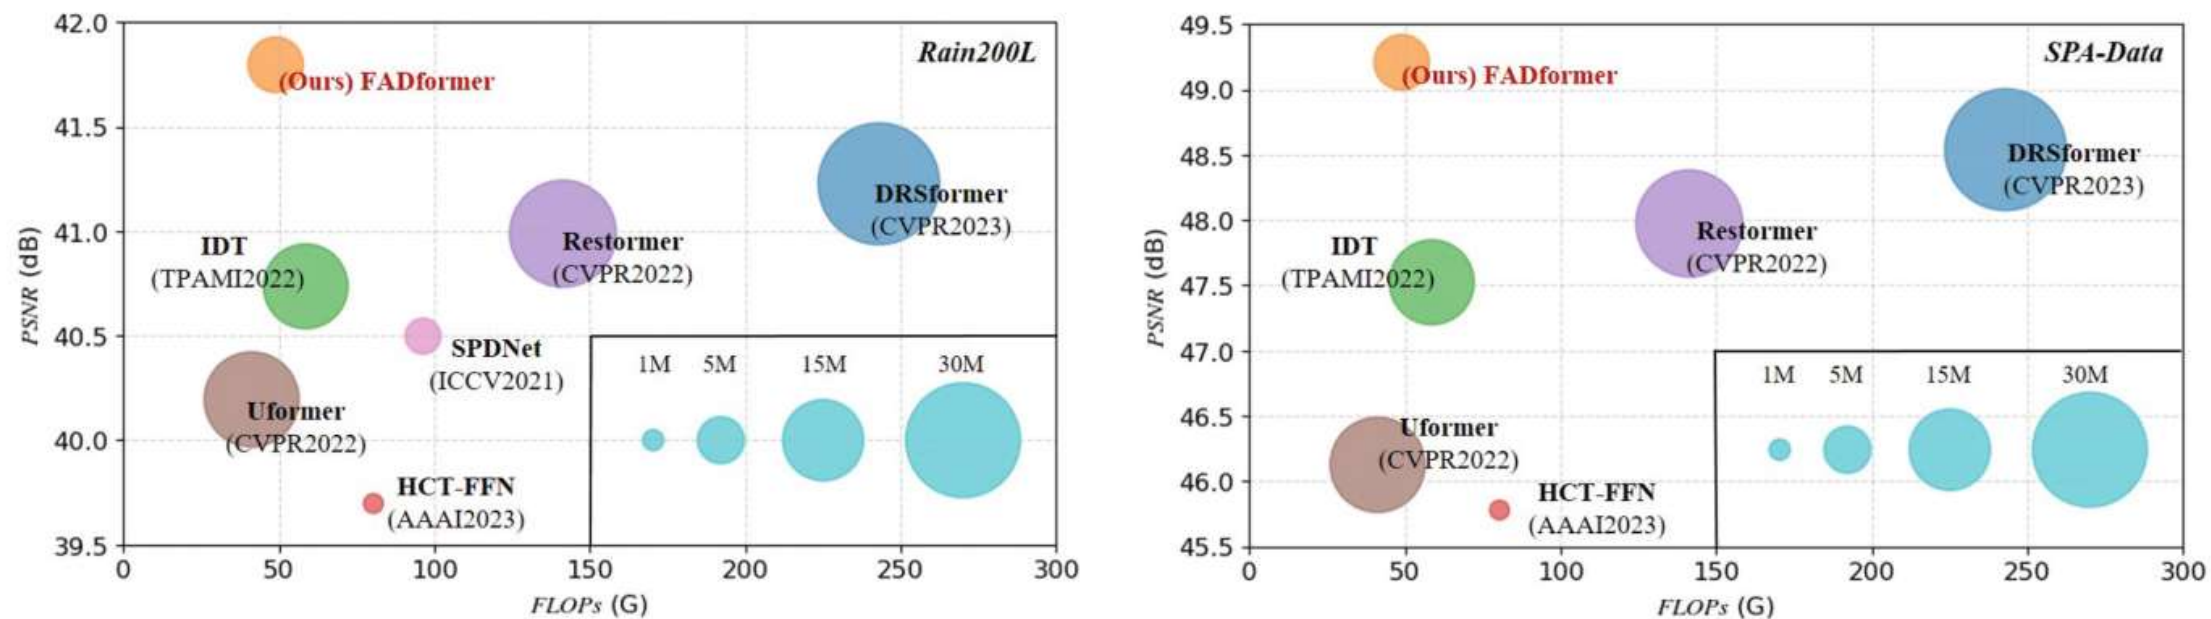 42.0
41.5
41.0
40.5
40.0
39.5
PSNR (dB)
0 50 100 150 200 250 300
FLOPs (G)
Rain200L
(Ours) FADformer
DRSformer
(CVPR2023)
Restormer
(CVPR2022)
IDT
(TPAMI2022)
SPDNet
(ICCV2021)
Uformer
(CVPR2022)
HCT-FFN
(AAAI2023)
1M 5M 15M 30M
49.5
49.0
48.5
48.0
47.5
47.0
46.5
46.0
45.5
PSNR (dB)
0 50 100 150 200 250 300
FLOPs (G)
SPA-Data
(Ours) FADformer
DRSformer
(CVPR2023)
Restormer
(CVPR2022)
IDT
(TPAMI2022)
Uformer
(CVPR2022)
HCT-FFN
(AAAI2023)
1M 5M 15M 30M